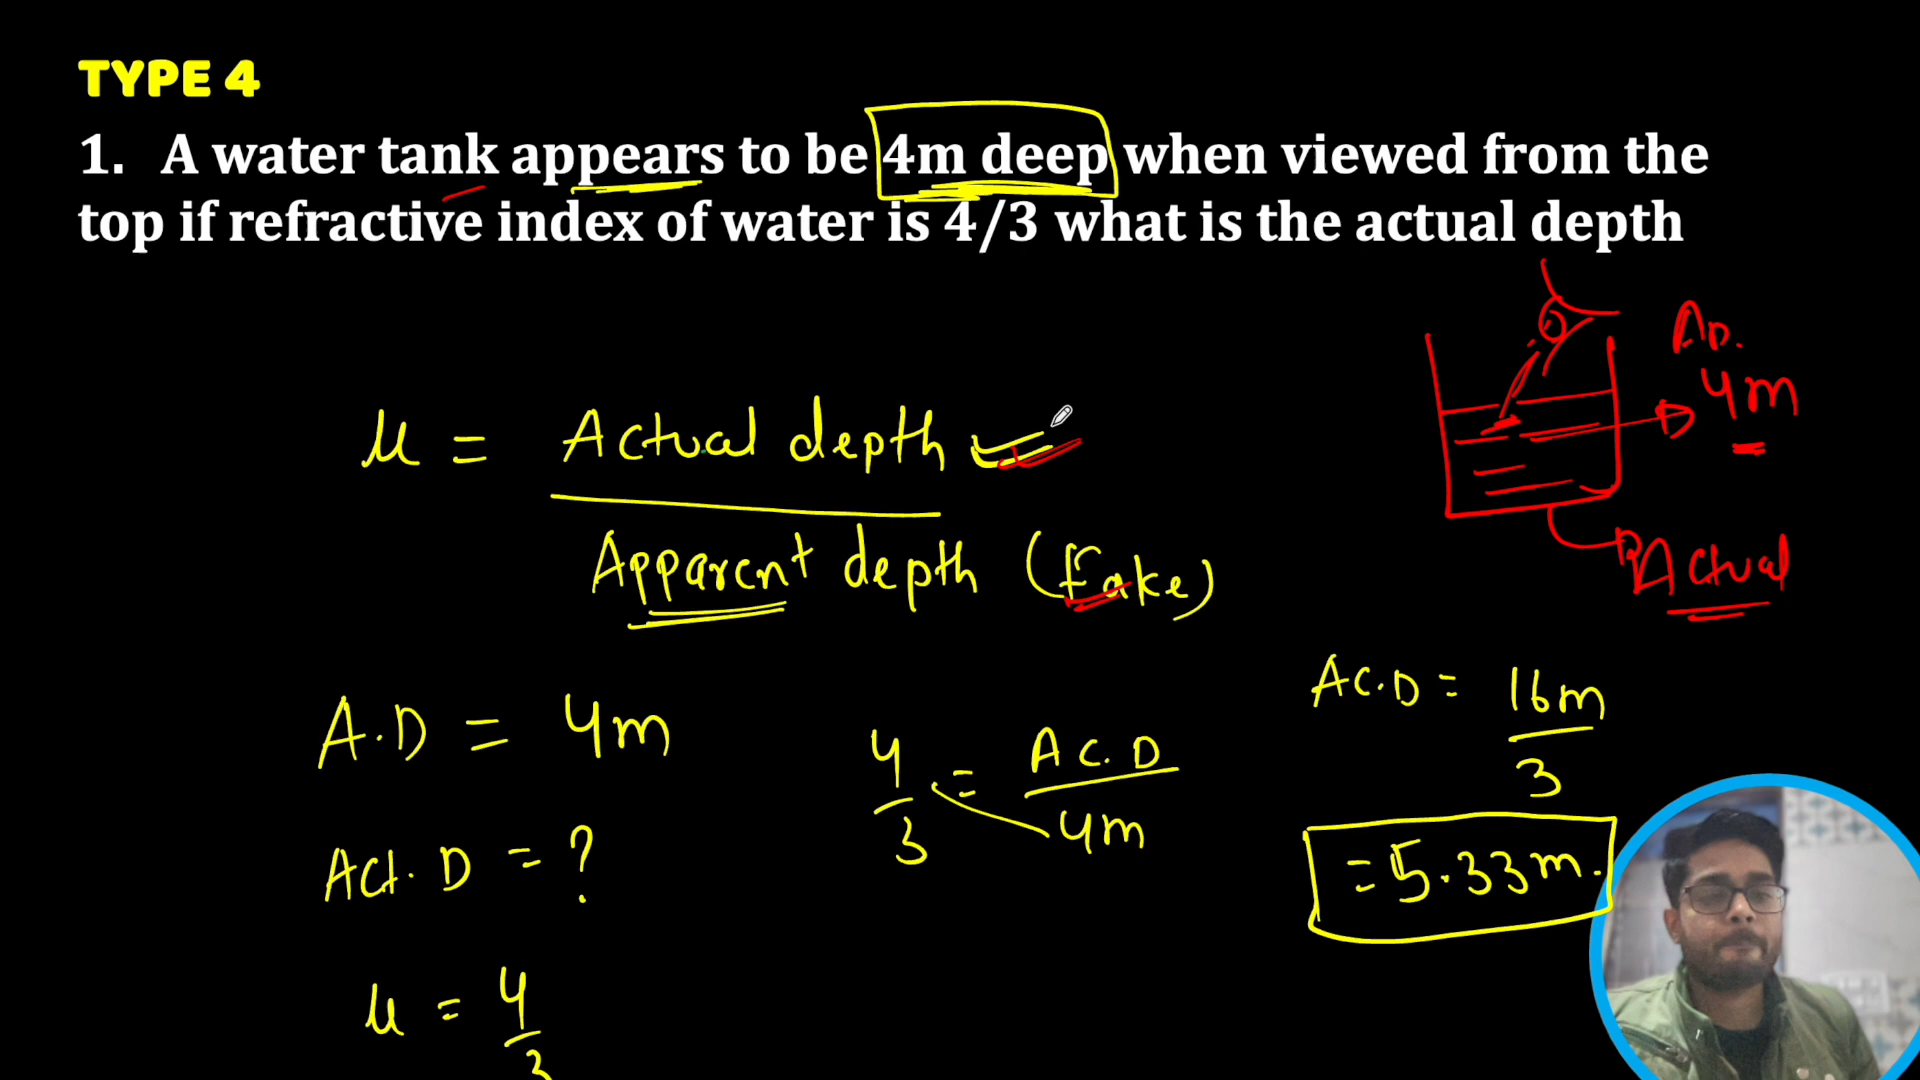 TYPE 4
1. A water tank appears to be 4m deep when viewed from the
top if refractive index of water is 4/3 what is the actual depth
A.D.
4m
Actual
μ = Actual depth
Apparent depth (Fake)
A.D = 4m
Act. D = ?
μ = 4
3
4 = Ac. D
3 4m
Ac.D = 16m
3
= 5.33m.